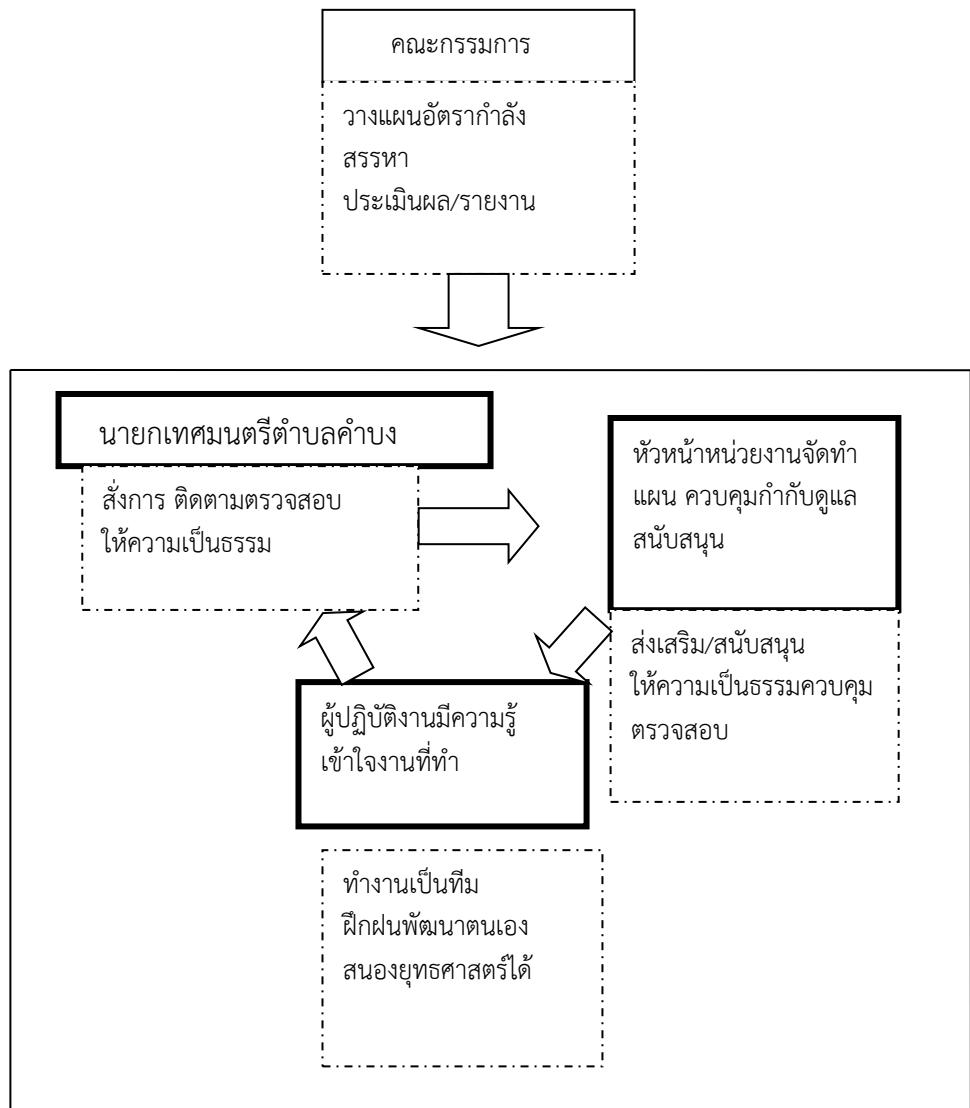 คณะกรรมการ
วางแผนอัตรากำลัง
สรรหา
ประเมินผล/รายงาน
นายกเทศมนตรีตำบลคำบง
สั่งการ ติดตามตรวจสอบ
ให้ความเป็นธรรม
หัวหน้าหน่วยงานจัดทำ
แผน ควบคุมกำกับดูแล
สนับสนุน
ส่งเสริม/สนับสนุน
ให้ความเป็นธรรมควบคุม
ตรวจสอบ
ผู้ปฏิบัติงานมีความรู้
เข้าใจงานที่ทำ
ทำงานเป็นทีม
ฝึกฝนพัฒนาตนเอง
สนองยุทธศาสตร์ได้